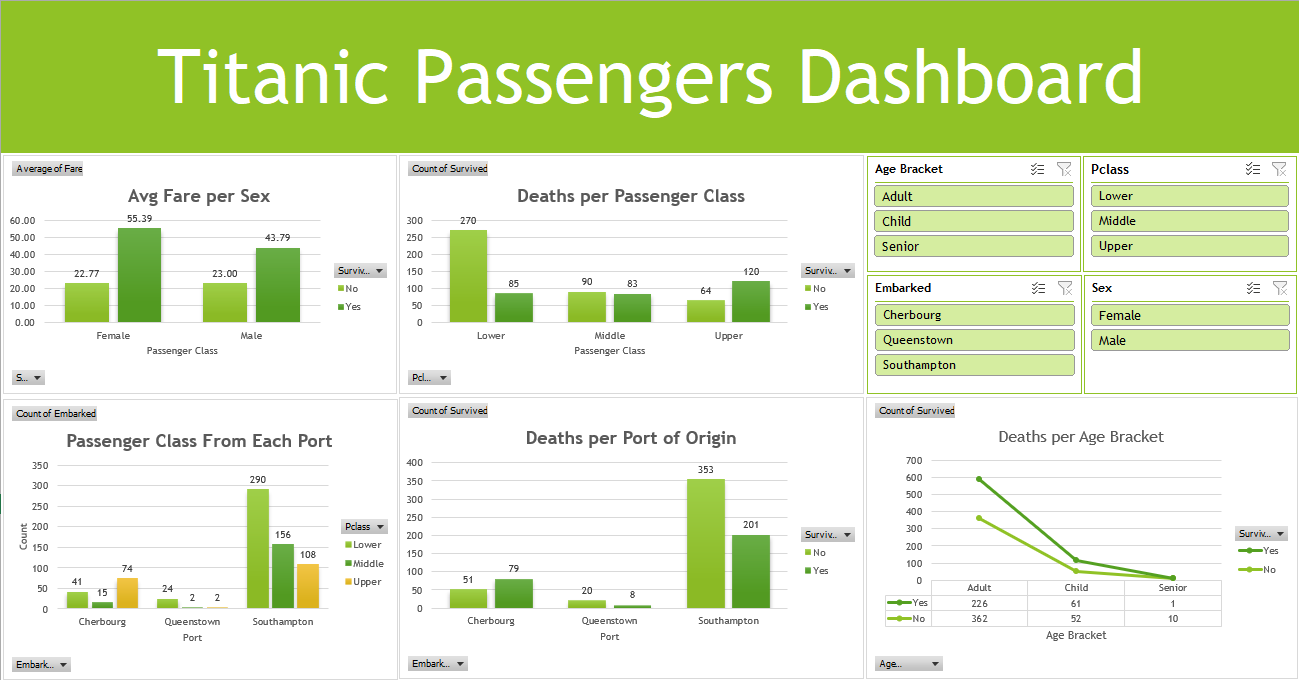 Titanic Passengers Dashboard
Average of Fare
Avg Fare per Sex
60.00
50.00
40.00
30.00
20.00
10.00
0.00
22.77
55.39
23.00
43.79
Female
Male
Passenger Class
Surviv...
No
Yes
S...
Count of Survived
Deaths per Passenger Class
300
250
200
150
100
50
0
270
85
90
83
64
120
Lower
Middle
Upper
Passenger Class
Surviv...
No
Yes
Pcl...
Age Bracket
Adult
Child
Senior
Pclass
Lower
Middle
Upper
Embarked
Cherbourg
Queenstown
Southampton
Sex
Female
Male
Count of Embarked
Passenger Class From Each Port
350
300
250
200
150
100
50
0
Count
41
15
74
24
2
2
290
156
108
Cherbourg
Queenstown
Southampton
Port
Pclass
Lower
Middle
Upper
Embark...
Count of Survived
Deaths per Port of Origin
400
350
300
250
200
150
100
50
0
51
79
20
8
353
201
Cherbourg
Queenstown
Southampton
Port
Surviv...
No
Yes
Embark...
Count of Survived
Deaths per Age Bracket
700
600
500
400
300
200
100
0
Adult Child Senior
Yes 226 61 1
No 362 52 10
Age Bracket
Surviv...
Yes
No
Age...